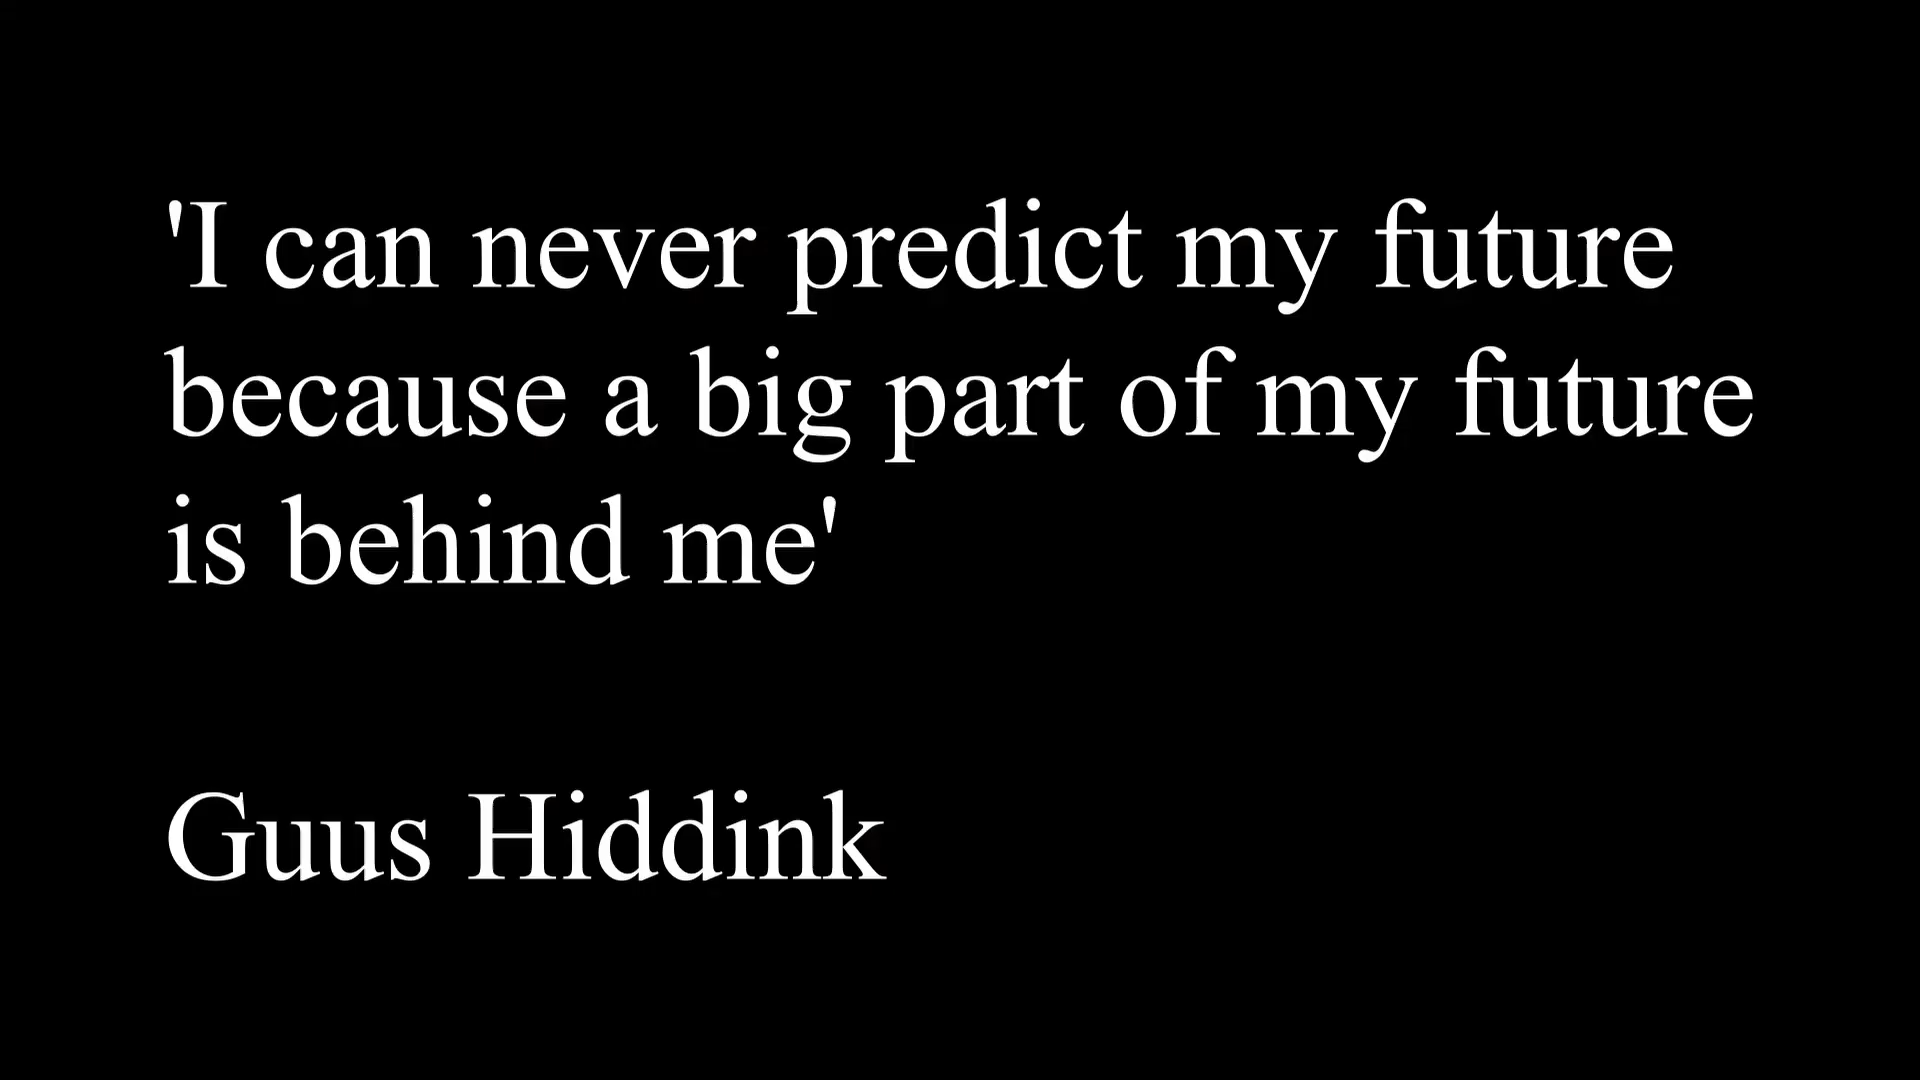 'I can never predict my future
because a big part of my future
is behind me'
Guus Hiddink